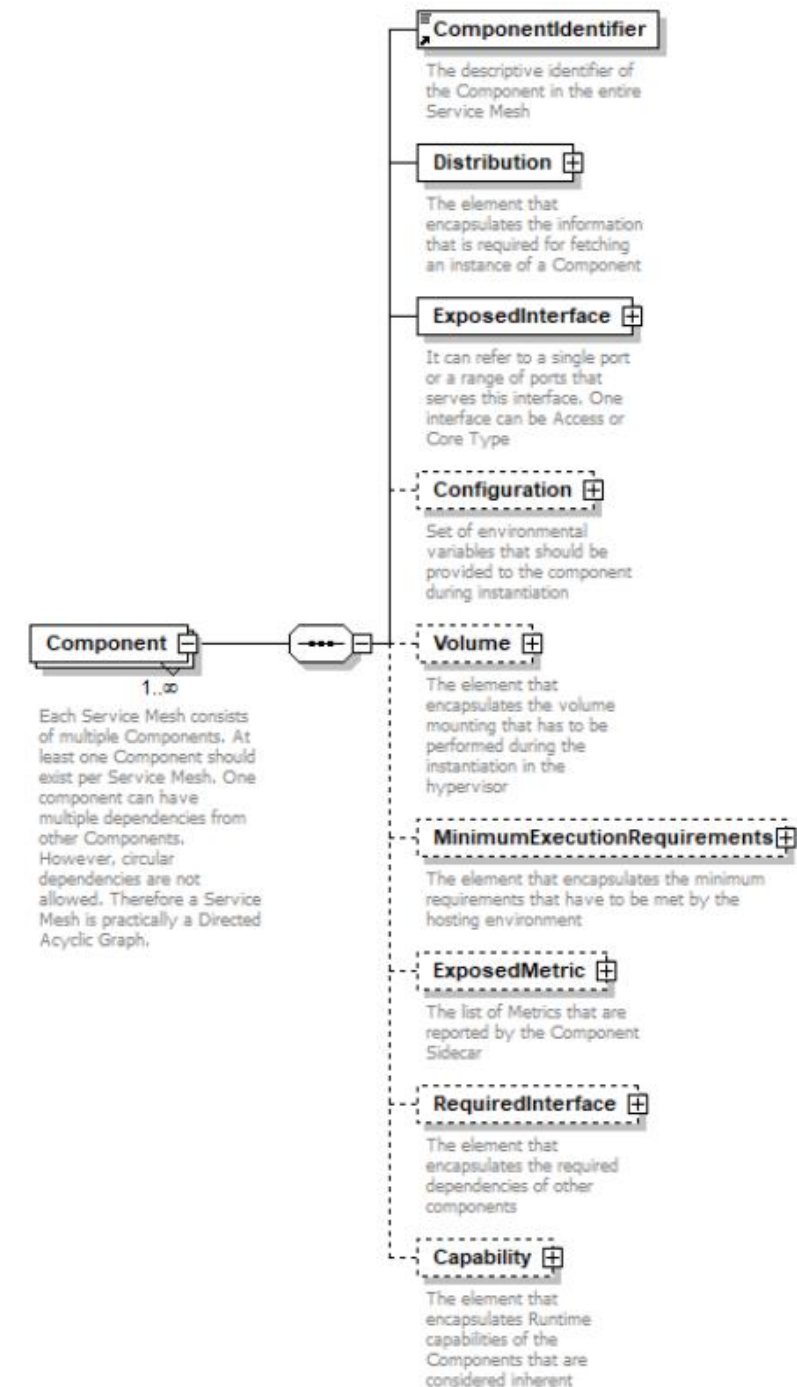 ComponentIdentifier
The descriptive identifier of
the Component in the entire
Service Mesh
Distribution
The element that
encapsulates the information
that is required for fetching
an instance of a Component
ExposedInterface
It can refer to a single port
or a range of ports that
serves this interface. One
interface can be Access or
Core Type
Configuration
Set of environmental
variables that should be
provided to the component
during instantiation
Component
1..∞
Each Service Mesh consists
of multiple Components. At
least one Component should
exist per Service Mesh. One
component can have
multiple dependencies from
other Components.
However, circular
dependencies are not
allowed. Therefore a Service
Mesh is practically a Directed
Acyclic Graph.
Volume
The element that
encapsulates the volume
mounting that has to be
performed during the
instantiation in the
hypervisor
MinimumExecutionRequirements
The element that encapsulates the minimum
requirements that have to be met by the
hosting environment
ExposedMetric
The list of Metrics that are
reported by the Component
Sidecar
RequiredInterface
The element that
encapsulates the required
dependencies of other
components
Capability
The element that
encapsulates Runtime
capabilities of the
Components that are
considered inherent